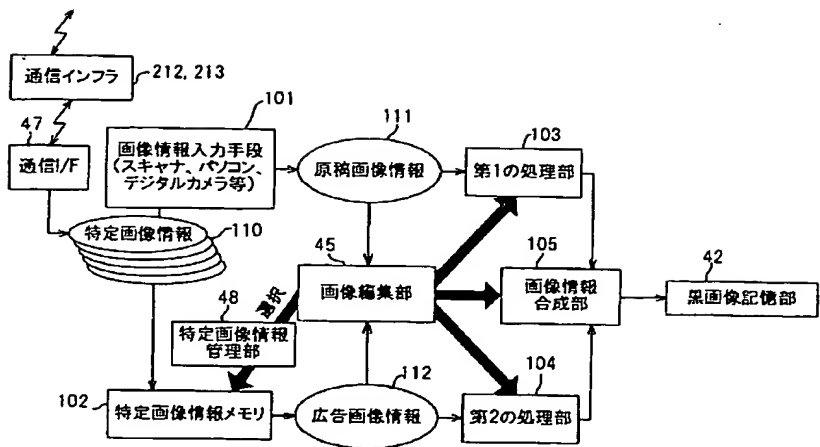 通信インフラ
212, 213
47
通信I/F
101
画像情報入力手段
(スキャナ、パソコン、
デジタルカメラ等)
111
原稿画像情報
103
第1の処理部
特定画像情報
110
45
画像編集部
105
画像情報
合成部
42
黒画像記憶部
選択
48
特定画像情報
管理部
102
特定画像情報メモリ
112
広告画像情報
104
第2の処理部